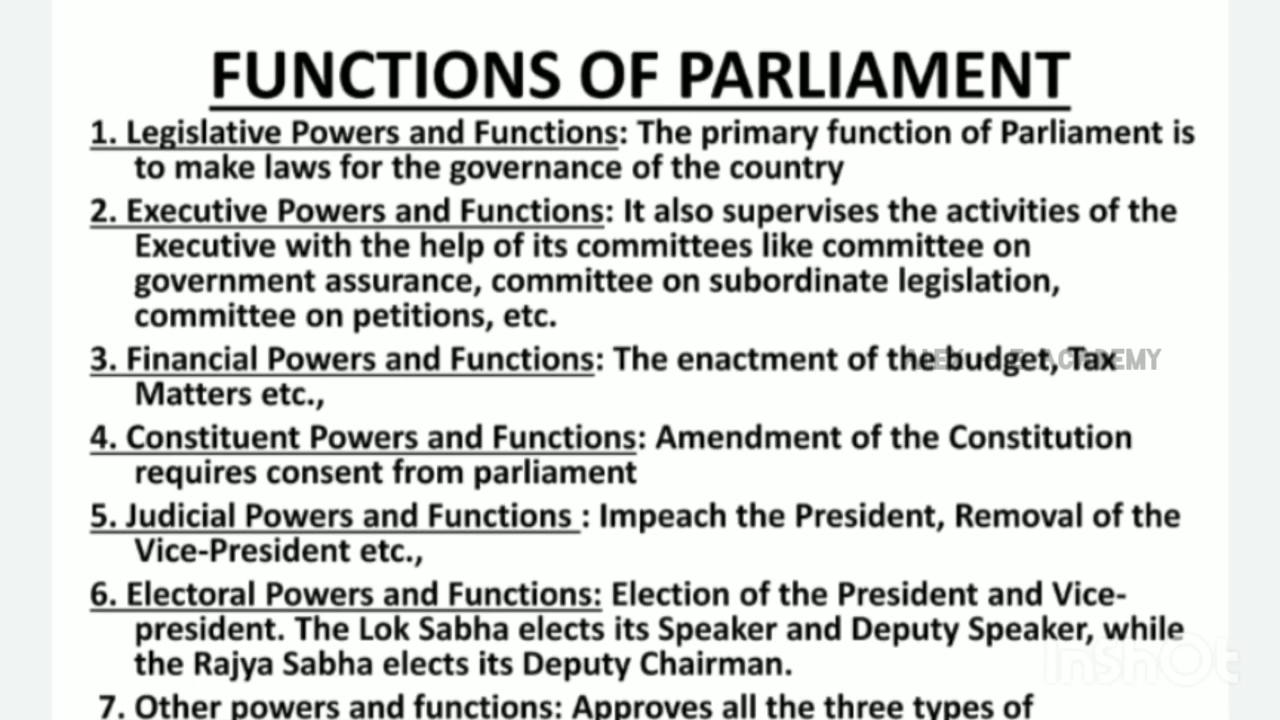 FUNCTIONS OF PARLIAMENT
1. Legislative Powers and Functions: The primary function of Parliament is
to make laws for the governance of the country
2. Executive Powers and Functions: It also supervises the activities of the
Executive with the help of its committees like committee on
government assurance, committee on subordinate legislation,
committee on petitions, etc.
3. Financial Powers and Functions: The enactment of the budget, Tax
ACADEMY
Matters etc.,
4. Constituent Powers and Functions: Amendment of the Constitution
requires consent from parliament
5. Judicial Powers and Functions : Impeach the President, Removal of the
Vice-President etc.,
6. Electoral Powers and Functions: Election of the President and Vice-
president. The Lok Sabha elects its Speaker and Deputy Speaker, while
the Rajya Sabha elects its Deputy Chairman.
InShOt
7. Other powers and functions: Approves all the three types of